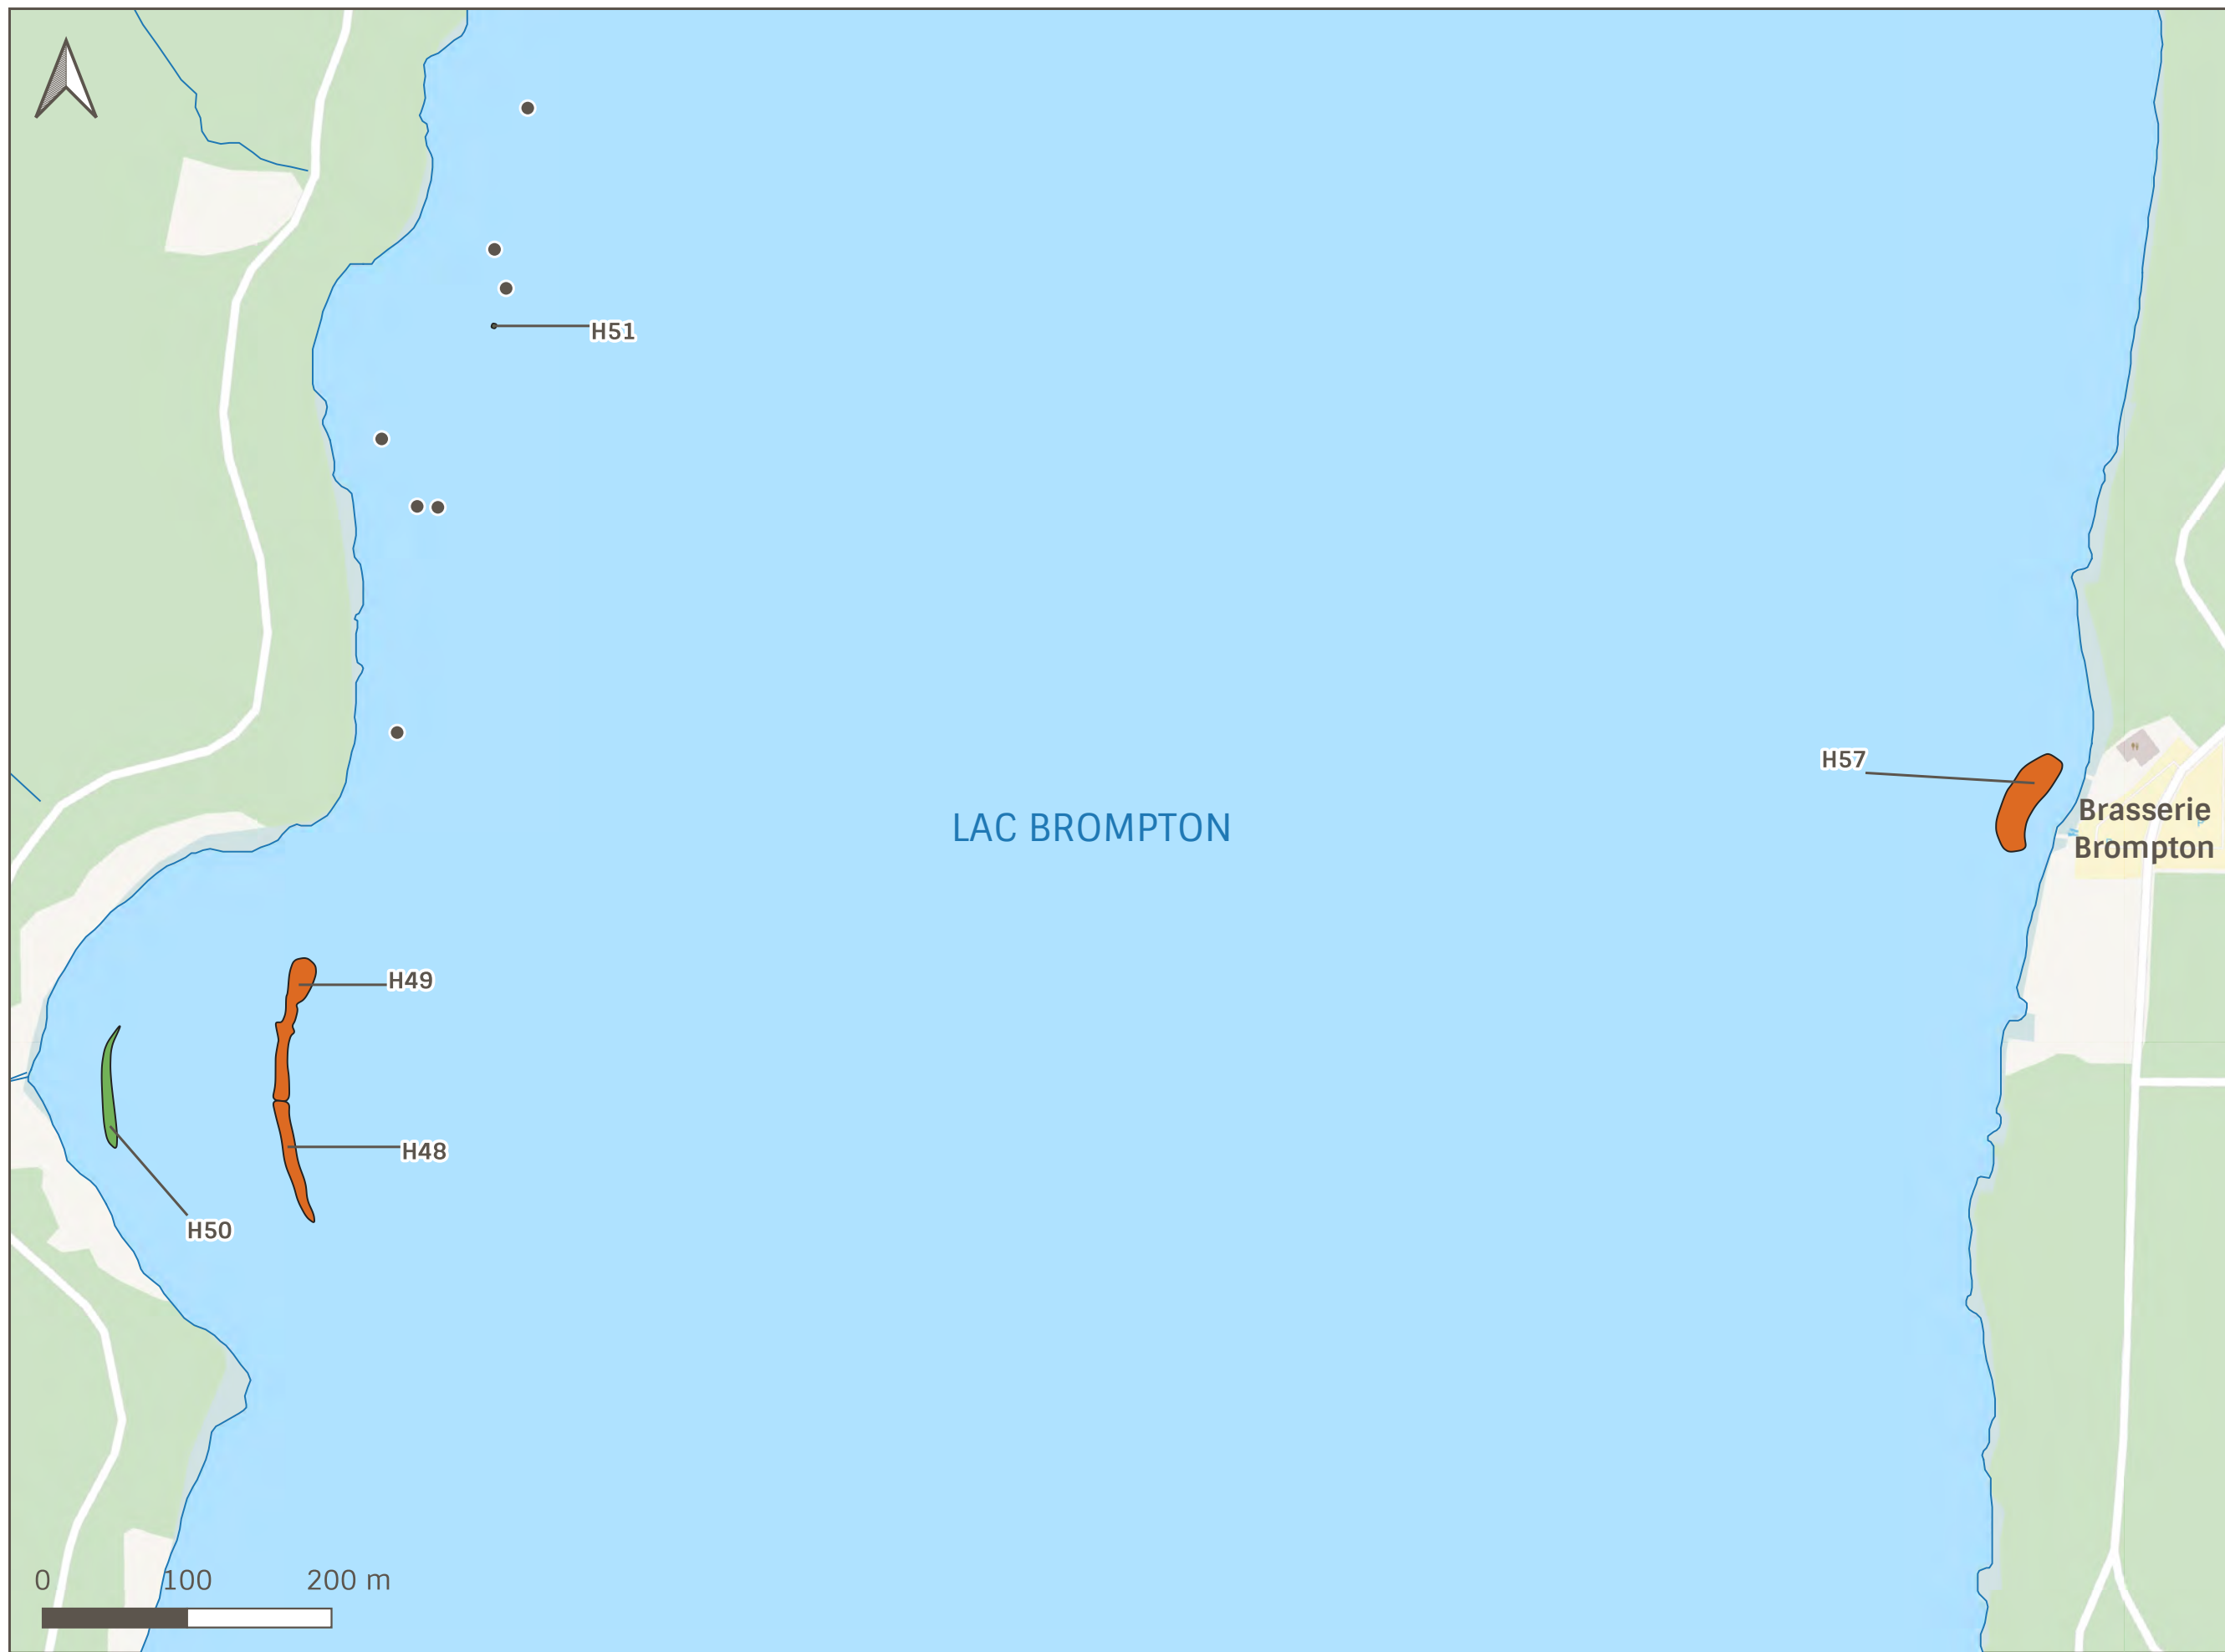 H51
H57
Brasserie
Brompton
LAC BROMPTON
H49
H48
H50
0 100 200 m